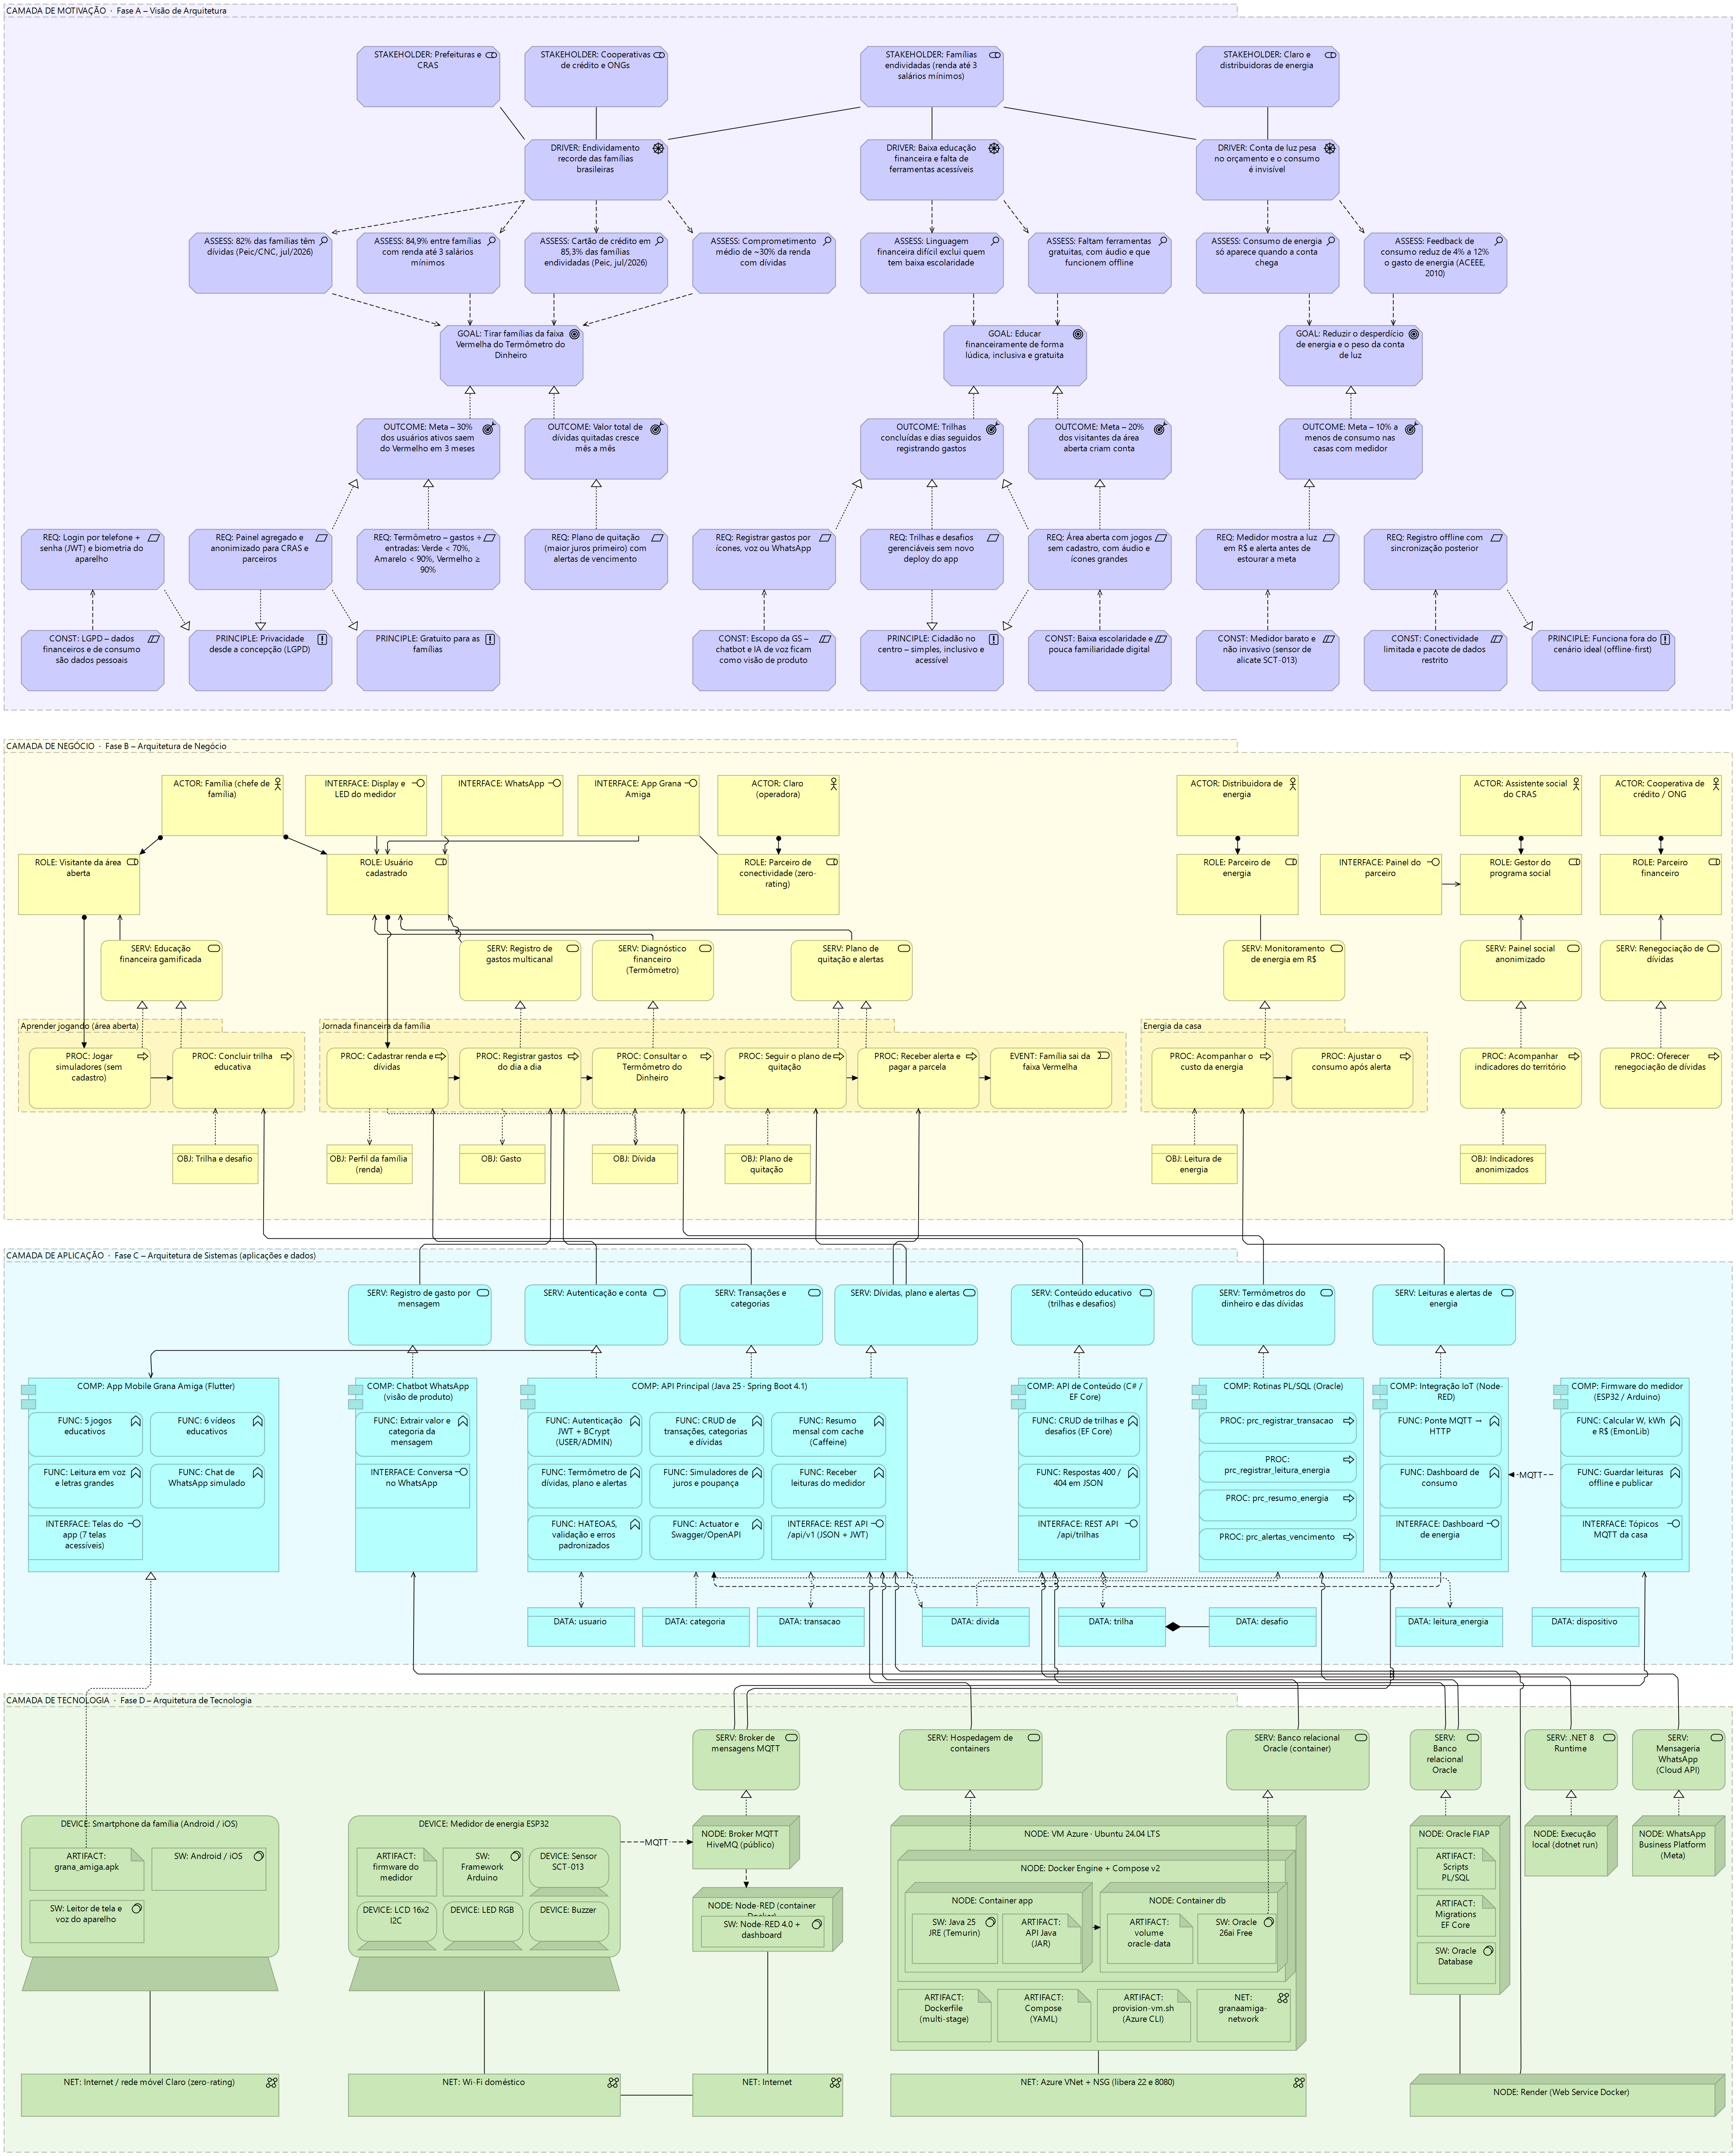 CAMADA DE MOTIVAÇÃO · Fase A – Visão de Arquitetura
STAKEHOLDER: Prefeituras e
CRAS
STAKEHOLDER: Cooperativas
de crédito e ONGs
STAKEHOLDER: Famílias
endividadas (renda até 3
salários mínimos)
STAKEHOLDER: Claro e
distribuidoras de energia
DRIVER: Endividamento
recorde das famílias
brasileiras
DRIVER: Baixa educação
financeira e falta de
ferramentas acessíveis
DRIVER: Conta de luz pesa
no orçamento e o consumo
é invisível
ASSESS: 82% das famílias têm
dívidas (Peic/CNC, jul/2026)
ASSESS: 84,9% entre famílias
com renda até 3 salários
mínimos
ASSESS: Cartão de crédito em
85,3% das famílias
endividadas (Peic, jul/2026)
ASSESS: Comprometimento
médio de ~30% da renda
com dívidas
ASSESS: Linguagem
financeira difícil exclui quem
tem baixa escolaridade
ASSESS: Faltam ferramentas
gratuitas, com áudio e que
funcionem offline
ASSESS: Consumo de energia
só aparece quando a conta
chega
ASSESS: Feedback de
consumo reduz de 4% a 12%
o gasto de energia (ACEEE,
2010)
GOAL: Tirar famílias da faixa
Vermelha do Termômetro do
Dinheiro
GOAL: Educar
financeiramente de forma
lúdica, inclusiva e gratuita
GOAL: Reduzir o desperdício
de energia e o peso da conta
de luz
OUTCOME: Meta – 30%
dos usuários ativos saem
do Vermelho em 3 meses
OUTCOME: Valor total de
dívidas quitadas cresce
mês a mês
OUTCOME: Trilhas
concluídas e dias seguidos
registrando gastos
OUTCOME: Meta – 20%
dos visitantes da área
aberta criam conta
OUTCOME: Meta – 10% a
menos de consumo nas
casas com medidor
REQ: Login por telefone +
senha (JWT) e biometria do
aparelho
REQ: Painel agregado e
anonimizado para CRAS e
parceiros
REQ: Termômetro – gastos ÷
entradas: Verde < 70%,
Amarelo < 90%, Vermelho ≥
90%
REQ: Plano de quitação
(maior juros primeiro) com
alertas de vencimento
REQ: Registrar gastos por
ícones, voz ou WhatsApp
REQ: Trilhas e desafios
gerenciáveis sem novo
deploy do app
REQ: Área aberta com jogos
sem cadastro, com áudio e
ícones grandes
REQ: Medidor mostra a luz
em R$ e alerta antes de
estourar a meta
REQ: Registro offline com
sincronização posterior
CONST: LGPD – dados
financeiros e de consumo
são dados pessoais
PRINCIPLE: Privacidade
desde a concepção (LGPD)
PRINCIPLE: Gratuito para as
famílias
CONST: Escopo da GS –
chatbot e IA de voz ficam
como visão de produto
PRINCIPLE: Cidadão no
centro – simples, inclusivo e
acessível
CONST: Baixa escolaridade e
pouca familiaridade digital
CONST: Medidor barato e
não invasivo (sensor de
alicate SCT-013)
CONST: Conectividade
limitada e pacote de dados
restrito
PRINCIPLE: Funciona fora do
cenário ideal (offline-first)
CAMADA DE NEGÓCIO · Fase B – Arquitetura de Negócio
ACTOR: Família (chefe de
família)
INTERFACE: Display e
LED do medidor
INTERFACE: WhatsApp
INTERFACE: App Grana
Amiga
ACTOR: Claro
(operadora)
ACTOR: Distribuidora de
energia
ACTOR: Assistente social
do CRAS
ACTOR: Cooperativa de
crédito / ONG
ROLE: Visitante da área
aberta
ROLE: Usuário
cadastrado
ROLE: Parceiro de
conectividade (zero-
rating)
ROLE: Parceiro de
energia
INTERFACE: Painel do
parceiro
ROLE: Gestor do
programa social
ROLE: Parceiro
financeiro
SERV: Educação
financeira gamificada
SERV: Registro de
gastos multicanal
SERV: Diagnóstico
financeiro
(Termômetro)
SERV: Plano de
quitação e alertas
SERV: Monitoramento
de energia em R$
SERV: Painel social
anonimizado
SERV: Renegociação de
dívidas
Aprender jogando (área aberta)
Jornada financeira da família
Energia da casa
PROC: Jogar
simuladores (sem
cadastro)
PROC: Concluir trilha
educativa
PROC: Cadastrar renda e
dívidas
PROC: Registrar gastos
do dia a dia
PROC: Consultar o
Termômetro do
Dinheiro
PROC: Seguir o plano de
quitação
PROC: Receber alerta e
pagar a parcela
EVENT: Família sai da
faixa Vermelha
PROC: Acompanhar o
custo da energia
PROC: Ajustar o
consumo após alerta
PROC: Acompanhar
indicadores do território
PROC: Oferecer
renegociação de dívidas
OBJ: Trilha e desafio
OBJ: Perfil da família
(renda)
OBJ: Gasto
OBJ: Dívida
OBJ: Plano de
quitação
OBJ: Leitura de
energia
OBJ: Indicadores
anonimizados
CAMADA DE APLICAÇÃO · Fase C – Arquitetura de Sistemas (aplicações e dados)
SERV: Registro de gasto por
mensagem
SERV: Autenticação e conta
SERV: Transações e
categorias
SERV: Dívidas, plano e alertas
SERV: Conteúdo educativo
(trilhas e desafios)
SERV: Termômetros do
dinheiro e das dívidas
SERV: Leituras e alertas de
energia
COMP: App Mobile Grana Amiga (Flutter)
FUNC: 5 jogos
educativos
FUNC: 6 vídeos
educativos
FUNC: Leitura em voz
e letras grandes
FUNC: Chat de
WhatsApp simulado
INTERFACE: Telas do
app (7 telas
acessíveis)
COMP: Chatbot WhatsApp
(visão de produto)
FUNC: Extrair valor e
categoria da
mensagem
INTERFACE: Conversa
no WhatsApp
COMP: API Principal (Java 25 · Spring Boot 4.1)
FUNC: Autenticação
JWT + BCrypt
(USER/ADMIN)
FUNC: CRUD de
transações, categorias
e dívidas
FUNC: Resumo
mensal com cache
(Caffeine)
FUNC: Termômetro de
dívidas, plano e alertas
FUNC: Simuladores de
juros e poupança
FUNC: Receber
leituras do medidor
FUNC: HATEOAS,
validação e erros
padronizados
FUNC: Actuator e
Swagger/OpenAPI
INTERFACE: REST API
/api/v1 (JSON + JWT)
COMP: API de Conteúdo (C# /
EF Core)
FUNC: CRUD de trilhas e
desafios (EF Core)
FUNC: Respostas 400 /
404 em JSON
INTERFACE: REST API
/api/trilhas
COMP: Rotinas PL/SQL (Oracle)
PROC: prc_registrar_transacao
PROC:
prc_registrar_leitura_energia
PROC: prc_resumo_energia
PROC: prc_alertas_vencimento
COMP: Integração IoT (Node-
RED)
FUNC: Ponte MQTT →
HTTP
FUNC: Dashboard de
consumo
INTERFACE: Dashboard
de energia
MQTT
COMP: Firmware do medidor
(ESP32 / Arduino)
FUNC: Calcular W, kWh
e R$ (EmonLib)
FUNC: Guardar leituras
offline e publicar
INTERFACE: Tópicos
MQTT da casa
DATA: usuario
DATA: categoria
DATA: transacao
DATA: divida
DATA: trilha
DATA: desafio
DATA: leitura_energia
DATA: dispositivo
CAMADA DE TECNOLOGIA · Fase D – Arquitetura de Tecnologia
SERV: Broker de
mensagens MQTT
SERV: Hospedagem de
containers
SERV: Banco relacional
Oracle (container)
SERV:
Banco
relacional
Oracle
SERV: .NET 8
Runtime
SERV:
Mensageria
WhatsApp
(Cloud API)
DEVICE: Smartphone da família (Android / iOS)
ARTIFACT:
grana_amiga.apk
SW: Android / iOS
SW: Leitor de tela e
voz do aparelho
DEVICE: Medidor de energia ESP32
ARTIFACT:
firmware do
medidor
SW:
Framework
Arduino
DEVICE: Sensor
SCT-013
DEVICE: LCD 16x2
I2C
DEVICE: LED RGB
DEVICE: Buzzer
MQTT
NODE: Broker MQTT
HiveMQ (público)
NODE: Node-RED (container
Docker)
SW: Node-RED 4.0 +
dashboard
NODE: VM Azure · Ubuntu 24.04 LTS
NODE: Docker Engine + Compose v2
NODE: Container app
SW: Java 25
JRE (Temurin)
ARTIFACT:
API Java
(JAR)
NODE: Container db
ARTIFACT:
volume
oracle-data
SW: Oracle
26ai Free
ARTIFACT:
Dockerfile
(multi-stage)
ARTIFACT:
Compose
(YAML)
ARTIFACT:
provision-vm.sh
(Azure CLI)
NET:
granaamiga-
network
NODE: Oracle FIAP
ARTIFACT:
Scripts
PL/SQL
ARTIFACT:
Migrations
EF Core
SW: Oracle
Database
NODE: Execução
local (dotnet run)
NODE: WhatsApp
Business Platform
(Meta)
NET: Internet / rede móvel Claro (zero-rating)
NET: Wi-Fi doméstico
NET: Internet
NET: Azure VNet + NSG (libera 22 e 8080)
NODE: Render (Web Service Docker)